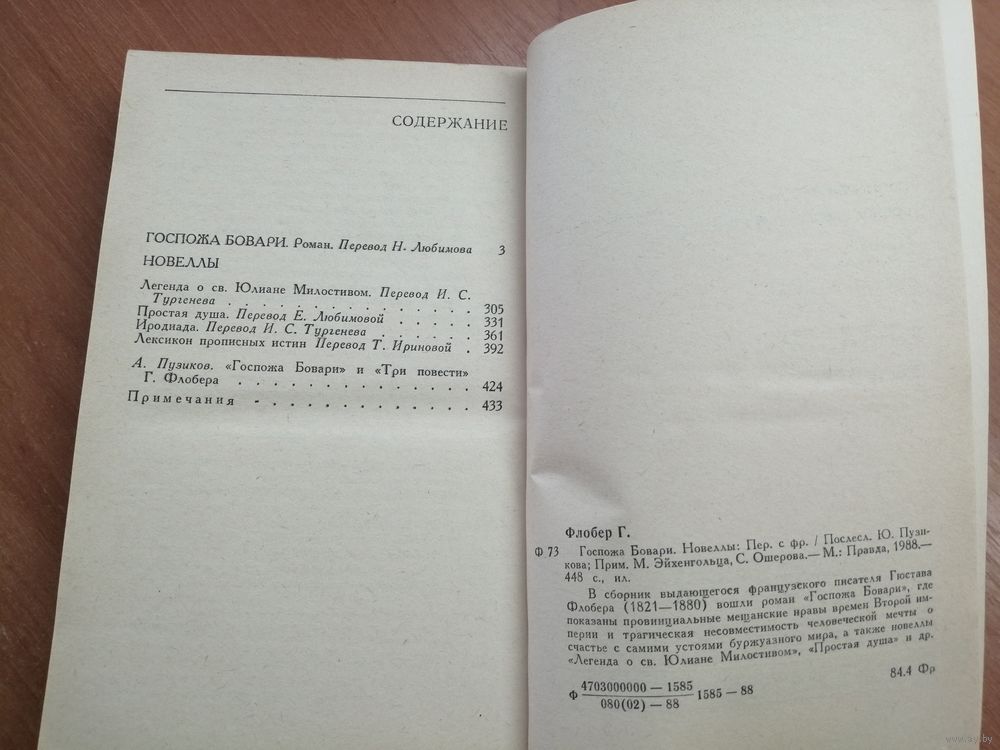 СОДЕРЖАНИЕ
ГОСПОЖА БОВАРИ. Роман. Перевод Н. Любимова 3
НОВЕЛЛЫ
Легенда о св. Юлиане Милостивом. Перевод И. С.
Тургенева . . . . . . . . . . . . . . 305
Простая душа. Перевод Е. Любимовой . . . . . 331
Иродиада. Перевод И. С. Тургенева . . . . . . 361
Лексикон прописных истин Перевод Т. Ириновой . 392
А. Пузиков. «Госпожа Бовари» и «Три повести»
Г. Флобера . . . . . . . . . . . . . 424
Примечания . . . . . . . . . . . . . 433
Флобер Г.
Ф 73 Госпожа Бовари. Новеллы: Пер. с фр. / Послесл. Ю. Пузи-
кова; Прим. М. Эйхенгольца, С. Ошерова.— М.: Правда, 1988.—
448 с., ил.
В сборник выдающегося французского писателя Гюстава
Флобера (1821—1880) вошли роман «Госпожа Бовари», где
показаны провинциальные мещанские нравы времен Второй им-
перии и трагическая несовместимость человеческой мечты о
счастье с самими устоями буржуазного мира, а также новеллы
«Легенда о св. Юлиане Милостивом», «Простая душа» и др.
84.4 Фр
4703000000 — 1585
Ф 1585 — 88
080(02) — 88
www.ay.by